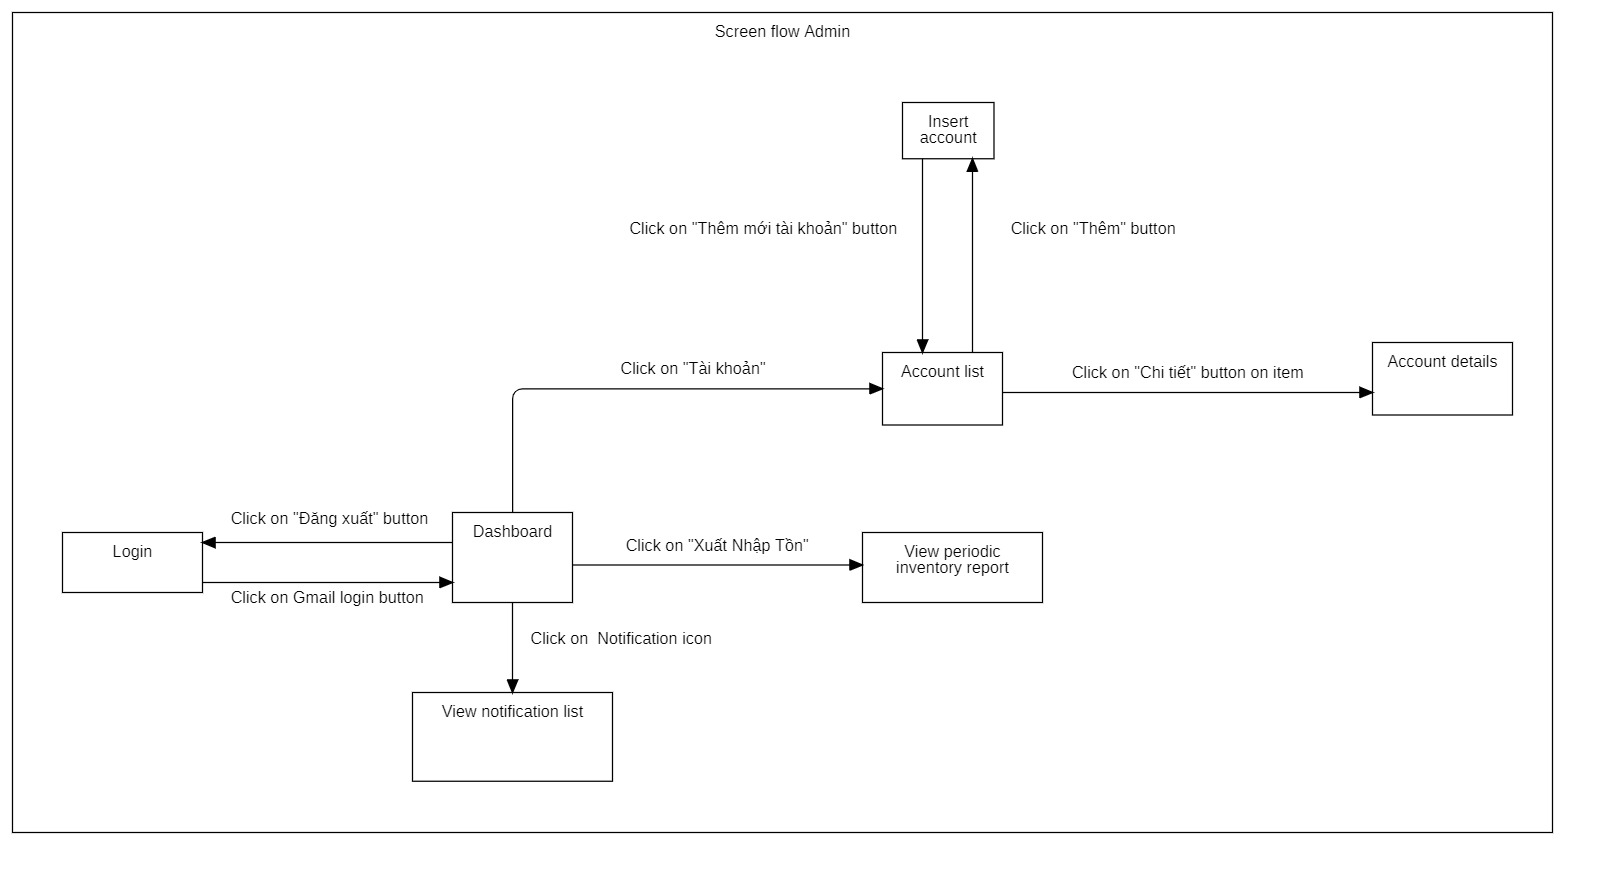 Screen flow Admin
Insert
account
Click on "Thêm mới tài khoản" button
Click on "Thêm" button
Click on "Tài khoản"
Account list
Click on "Chi tiết" button on item
Account details
Click on "Đăng xuất" button
Login
Click on Gmail login button
Dashboard
Click on "Xuất Nhập Tồn"
View periodic
inventory report
Click on  Notification icon
View notification list